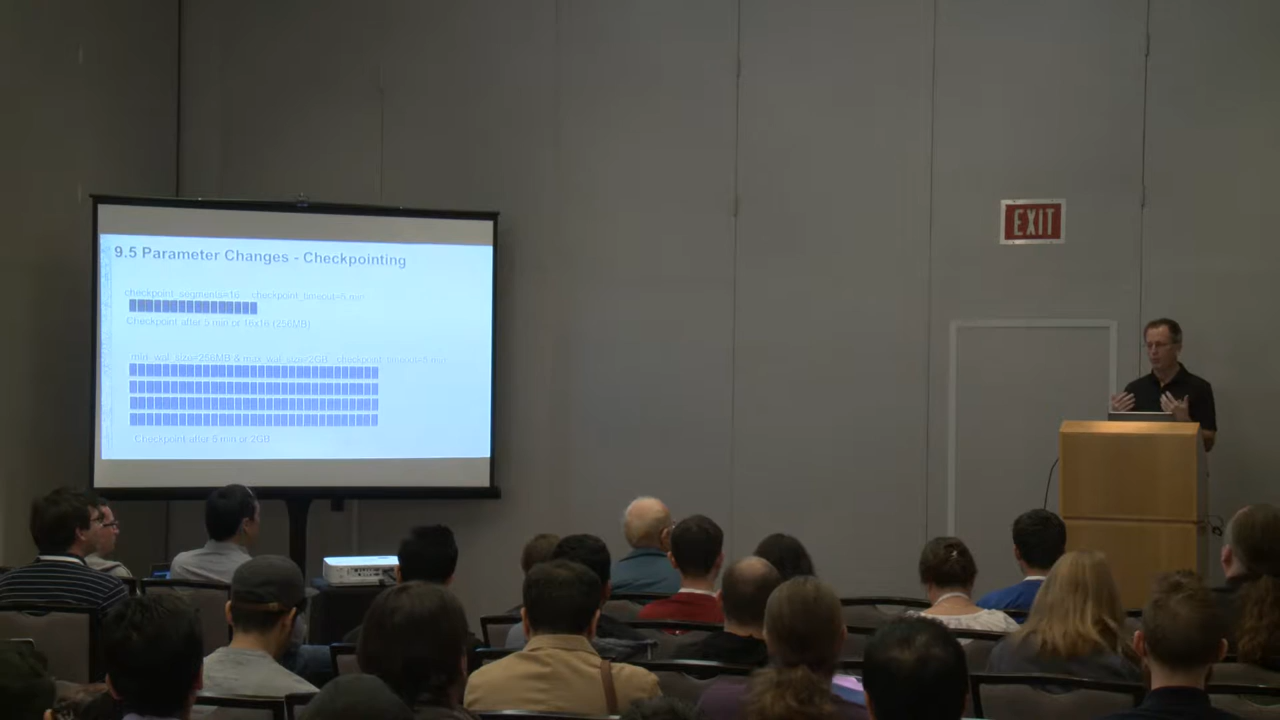 9.5 Parameter Changes - Checkpointing
checkpoint_segments=16 checkpoint_timeout=5 min
Checkpoint after 5 min or 16x16 (256MB)
min_wal_size=256MB & max_wal_size=2GB , checkpoint_timeout=5 min
Checkpoint after 5 min or 2GB
EXIT